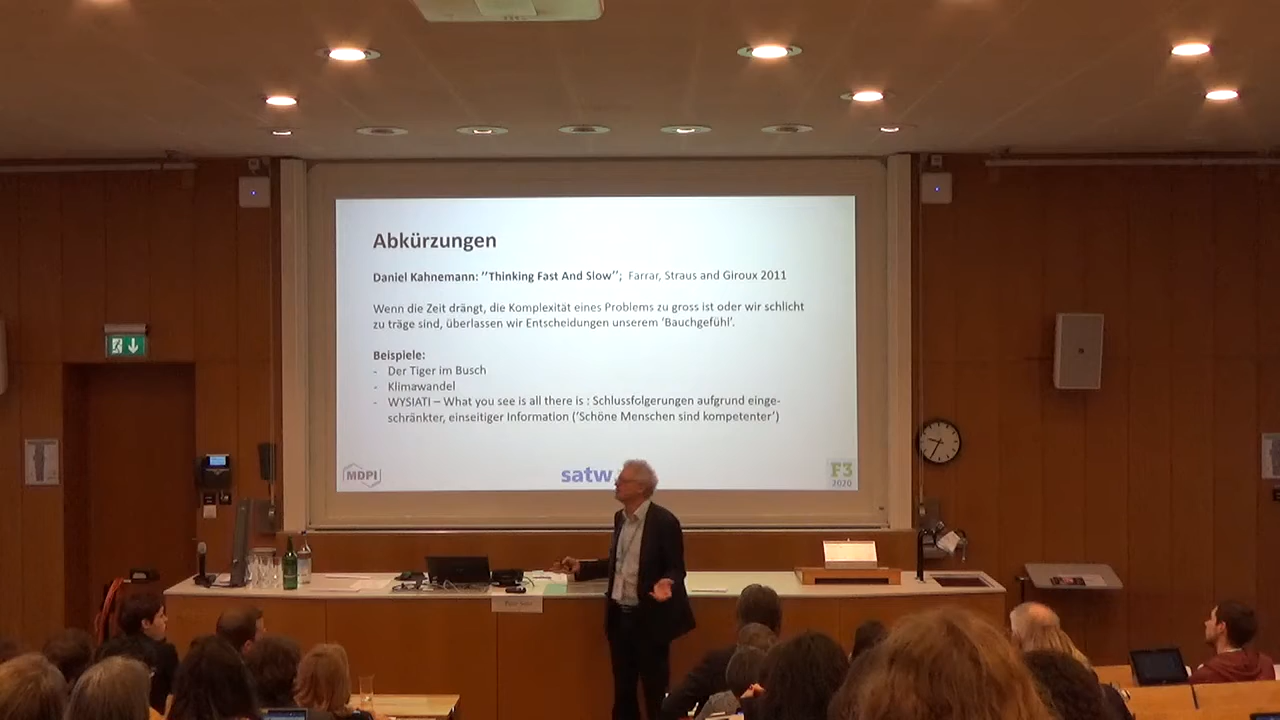 Abkürzungen
Daniel Kahnemann: ’’Thinking Fast And Slow’’; Farrar, Straus and Giroux 2011
Wenn die Zeit drängt, die Komplexität eines Problems zu gross ist oder wir schlicht
zu träge sind, überlassen wir Entscheidungen unserem ‘Bauchgefühl’.
Beispiele:
- Der Tiger im Busch
- Klimawandel
- WYSIATI – What you see is all there is : Schlussfolgerungen aufgrund einge-
schränkter, einseitiger Information (‘Schöne Menschen sind kompetenter’)
MDPI
satw
F3
2020